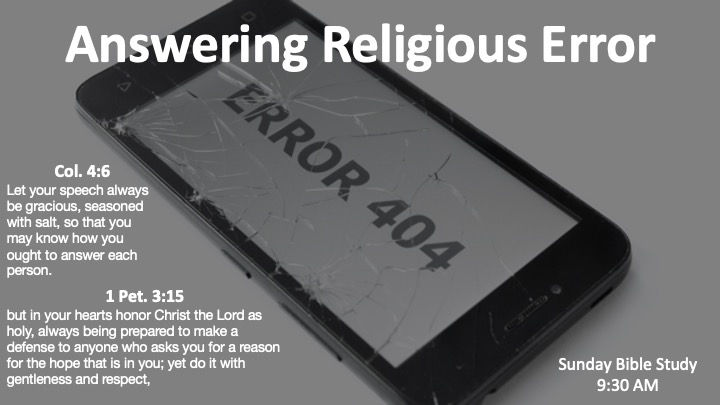 Answering Religious Error
ERROR 404
Col. 4:6
Let your speech always
be gracious, seasoned
with salt, so that you
may know how you
ought to answer each
person.
1 Pet. 3:15
but in your hearts honor Christ the Lord as
holy, always being prepared to make a
defense to anyone who asks you for a reason
for the hope that is in you; yet do it with
gentleness and respect,
Sunday Bible Study
9:30 AM